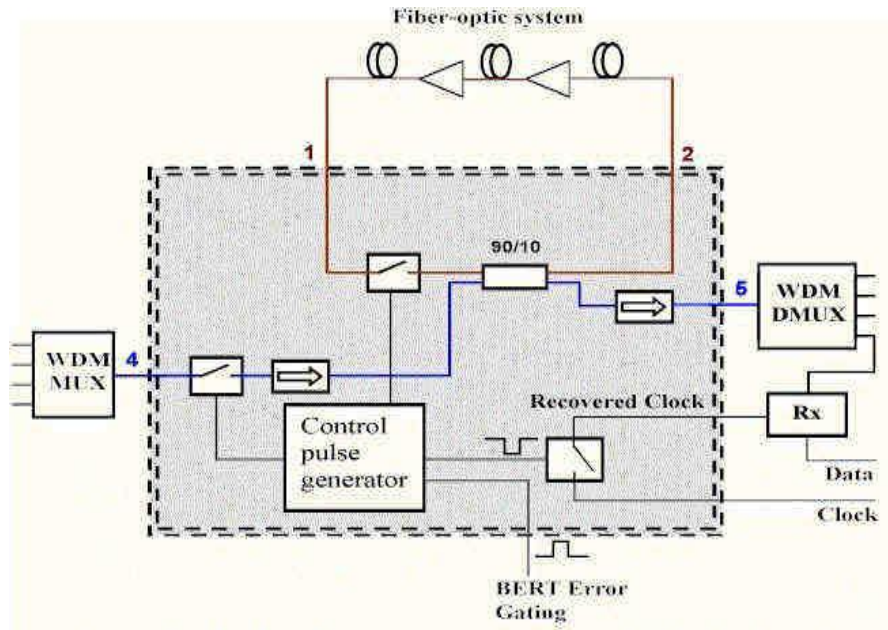 Fiber-optic system
1
2
90/10
5
WDM
DMUX
WDM
MUX
4
Recovered Clock
Rx
Control
pulse
generator
Data
Clock
BERT Error
Gating